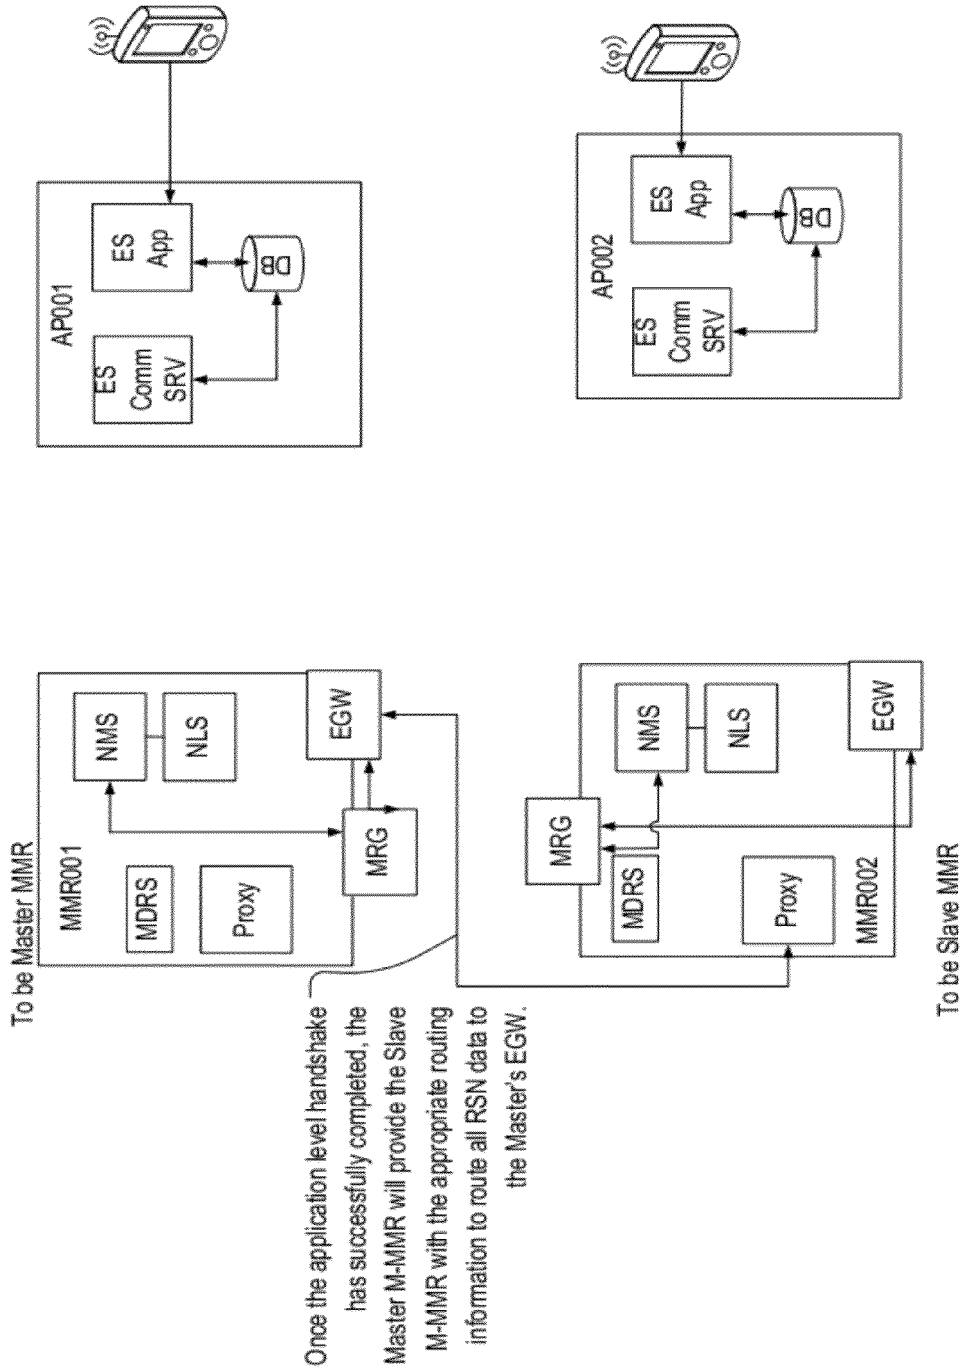 To be Master MMR
MMR001
NMS
NLS
MDRS
Proxy
EGW
MRG
AP001
ES
App
ES
Comm
SRV
DB
Once the application level handshake
has successfully completed, the
Master M-MMR will provide the Slave
M-MMR with the appropriate routing
information to route all RSN data to
the Master's EGW.
MRG
MDRS
NMS
NLS
Proxy
EGW
MMR002
To be Slave MMR
AP002
ES
App
ES
Comm
SRV
DB